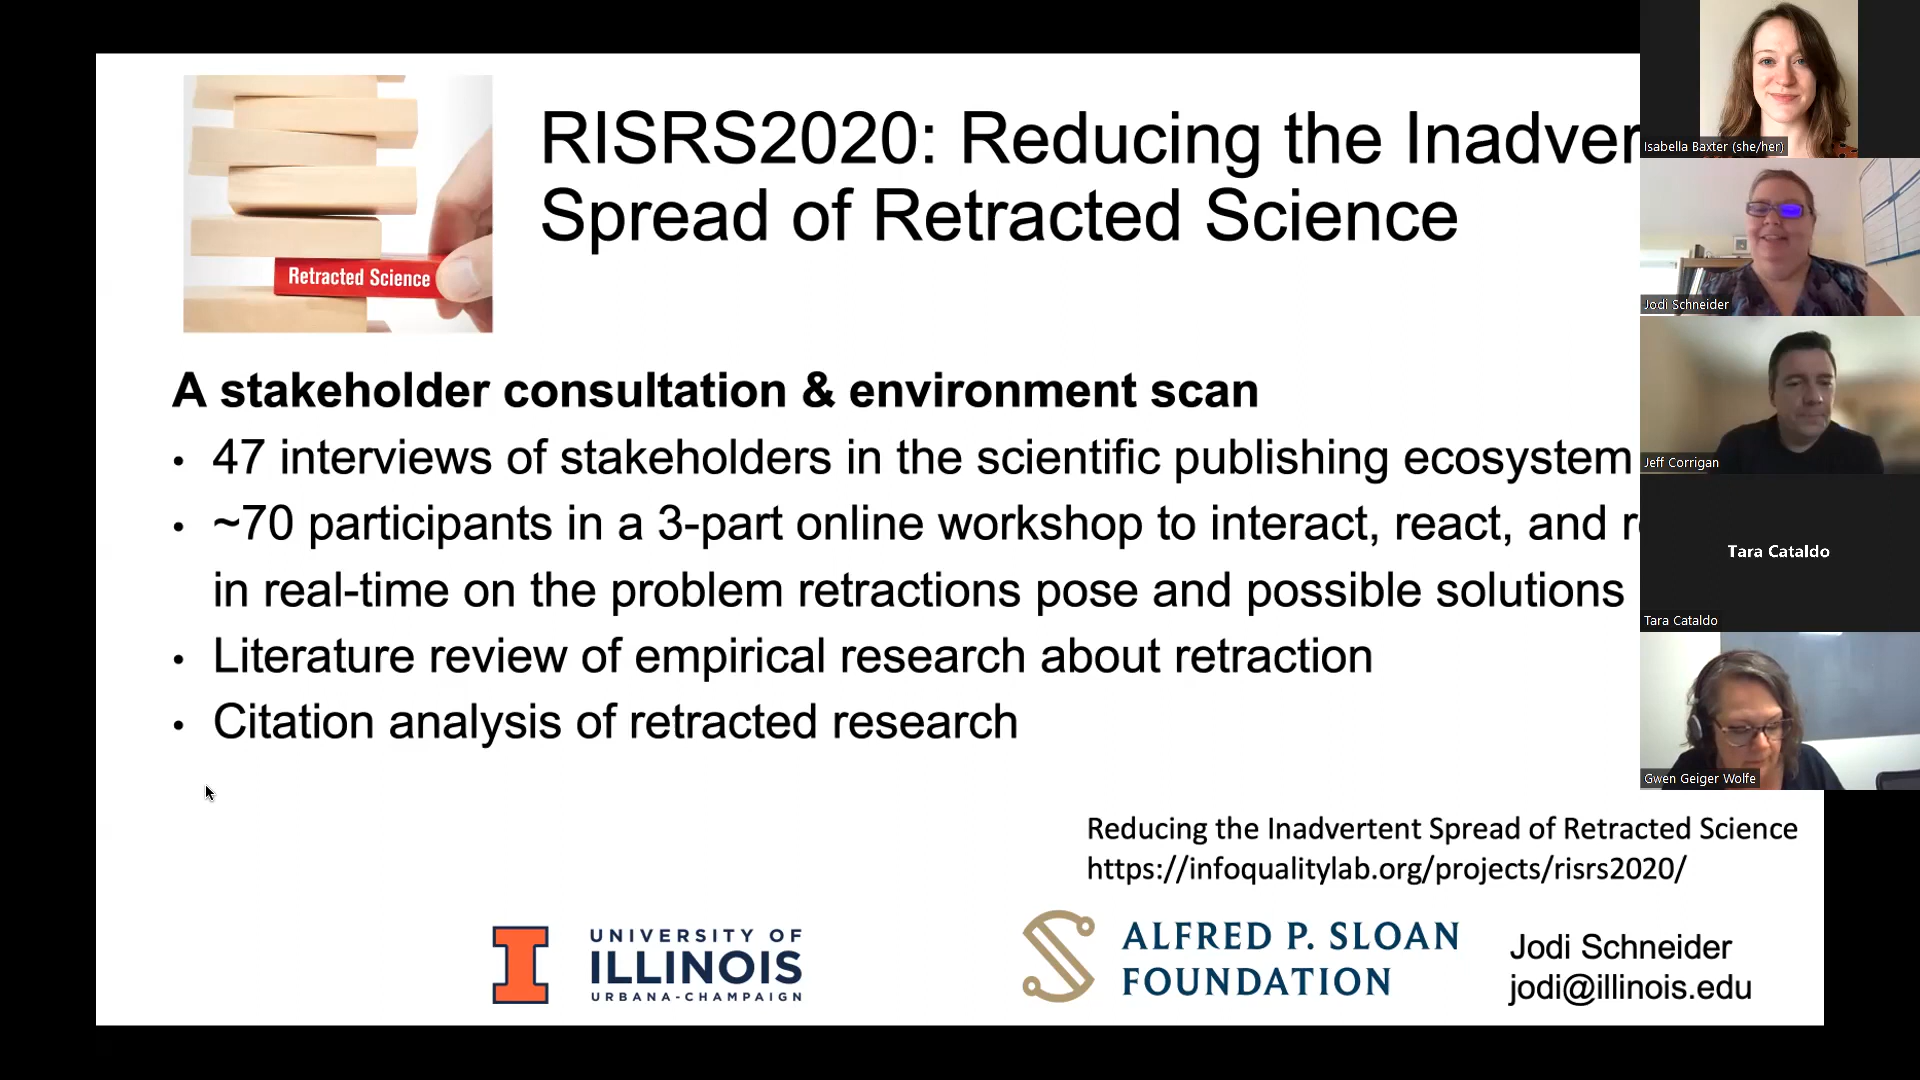 RISRS2020: Reducing the Inadver
Spread of Retracted Science
Retracted Science
A stakeholder consultation & environment scan
• 47 interviews of stakeholders in the scientific publishing ecosystem
• ~70 participants in a 3-part online workshop to interact, react, and r
in real-time on the problem retractions pose and possible solutions
• Literature review of empirical research about retraction
• Citation analysis of retracted research
Reducing the Inadvertent Spread of Retracted Science
https://infoqualitylab.org/projects/risrs2020/
UNIVERSITY OF
ILLINOIS
URBANA-CHAMPAIGN
ALFRED P. SLOAN
FOUNDATION
Jodi Schneider
jodi@illinois.edu
Isabella Baxter (she/her)
Jodi Schneider
Jeff Corrigan
Tara Cataldo
Tara Cataldo
Gwen Geiger Wolfe